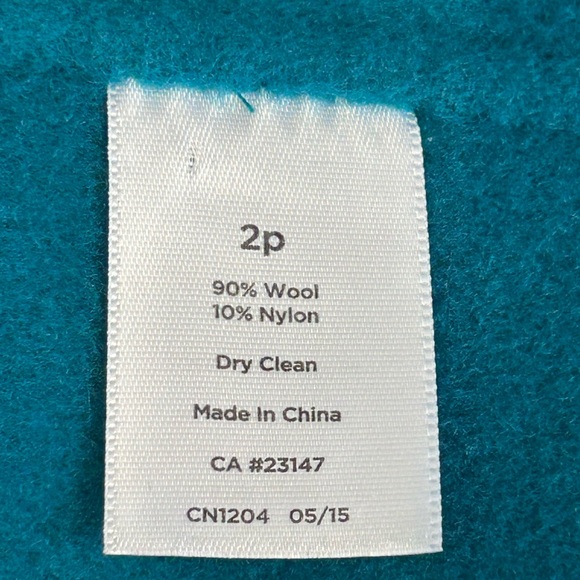 2p
90% Wool
10% Nylon
Dry Clean
Made In China
CA #23147
CN1204 05/15